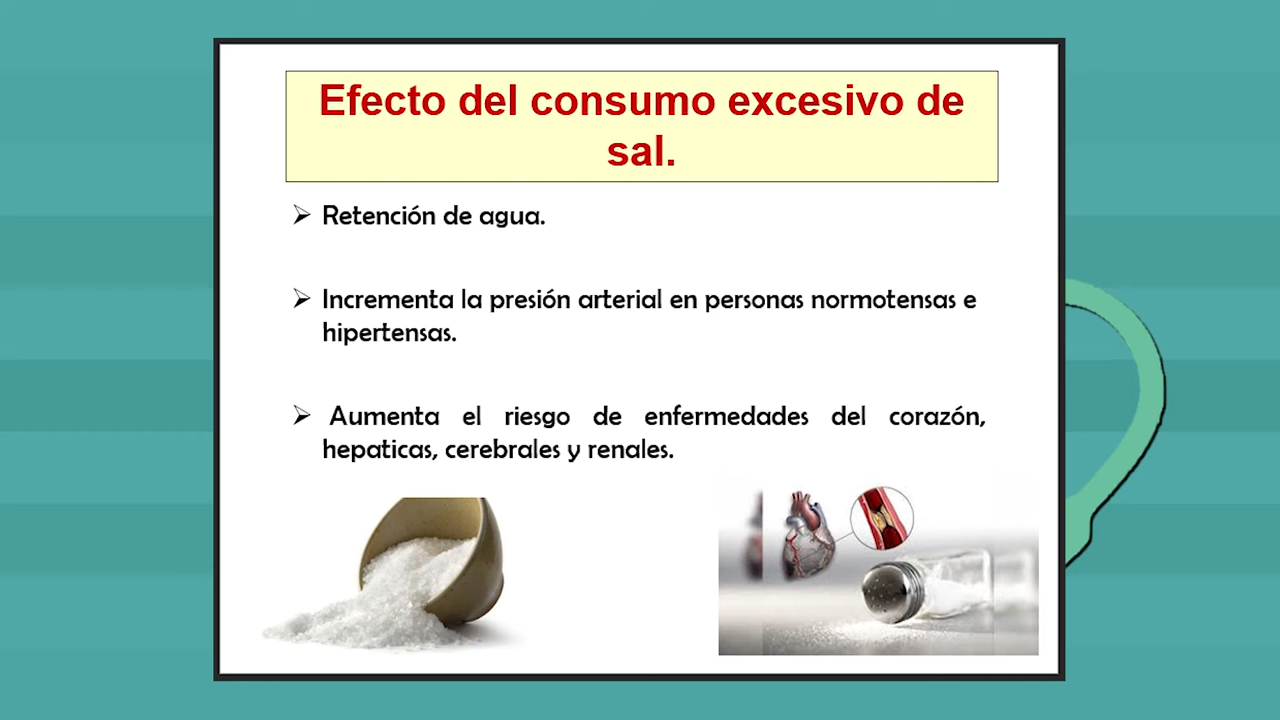 Efecto del consumo excesivo de
sal.
➢ Retención de agua.
➢ Incrementa la presión arterial en personas normotensas e
hipertensas.
➢ Aumenta el riesgo de enfermedades del corazón,
hepaticas, cerebrales y renales.